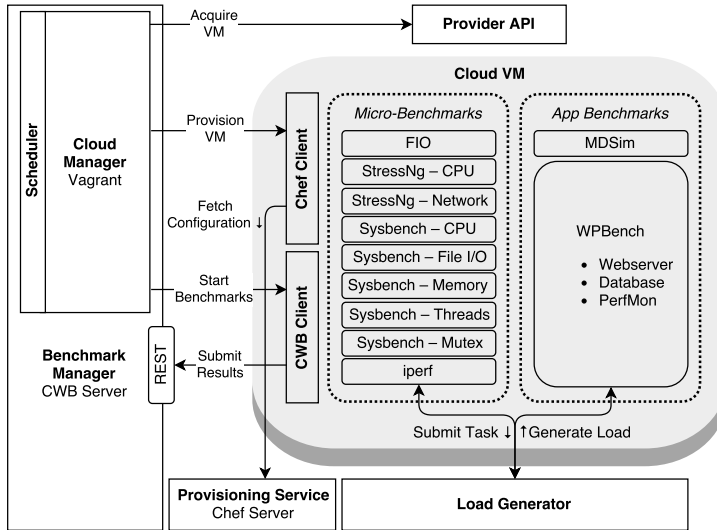 Acquire
VM
Provider API
Cloud VM
Scheduler
Cloud
Manager
Vagrant
Provision
VM
Chef Client
Fetch
Configuration ↓
Start
Benchmarks
CWB Client
Submit
Results
REST
Benchmark
Manager
CWB Server
Micro-Benchmarks
FIO
StressNg – CPU
StressNg – Network
Sysbench – CPU
Sysbench – File I/O
Sysbench – Memory
Sysbench – Threads
Sysbench – Mutex
iperf
App Benchmarks
MDSim
WPBench
• Webserver
• Database
• PerfMon
Submit Task ↓ ↑Generate Load
Provisioning Service
Chef Server
Load Generator